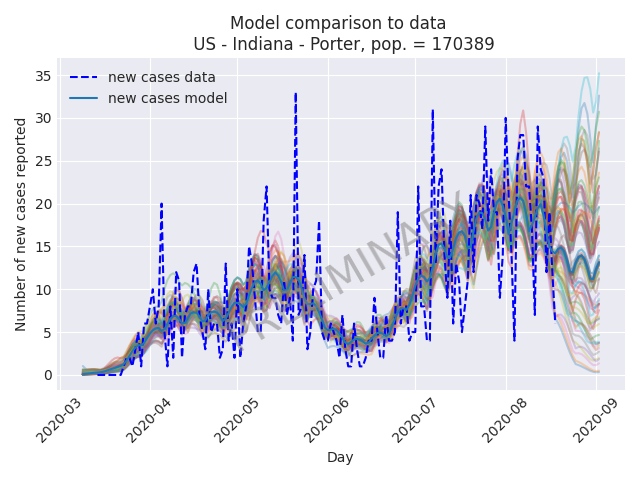 Model comparison to data
US - Indiana - Porter, pop. = 170389
new cases data
new cases model
Number of new cases reported
35
30
25
20
15
10
5
0
PRELIMINARY
2020-03
2020-04
2020-05
2020-06
2020-07
2020-08
2020-09
Day